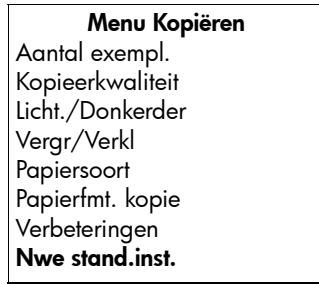 Menu Kopiëren
Aantal exempl.
Kopieerkwaliteit
Licht./Donkerder
Vergr/Verkl
Papiersoort
Papierfmt. kopie
Verbeteringen
Nwe stand.inst.